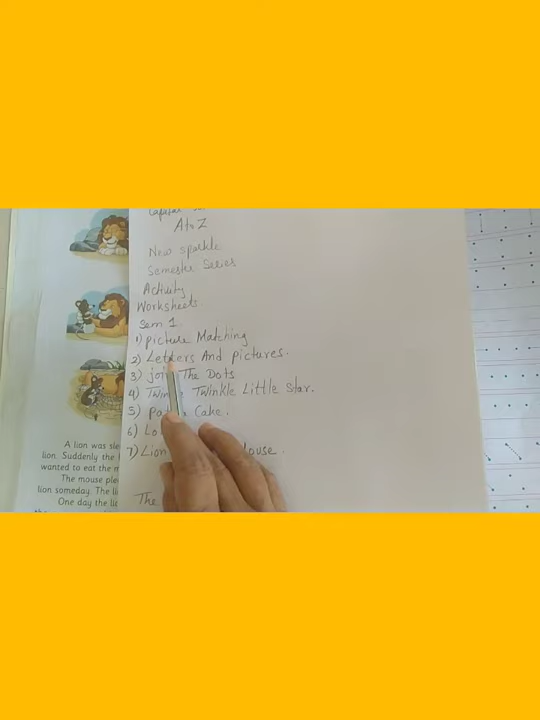 A to Z
New sparkle
Semester Series
Activity
Worksheets
Sem 1
1) picture Matching
2) Letters And pictures.
3) join The Dots
4) Twinkle Little Star.
5) Cake.
6) Lo
7) Lion
The
A lion was
lion. Suddenly the
wanted to eat the
The mouse
lion someday. The
One day the